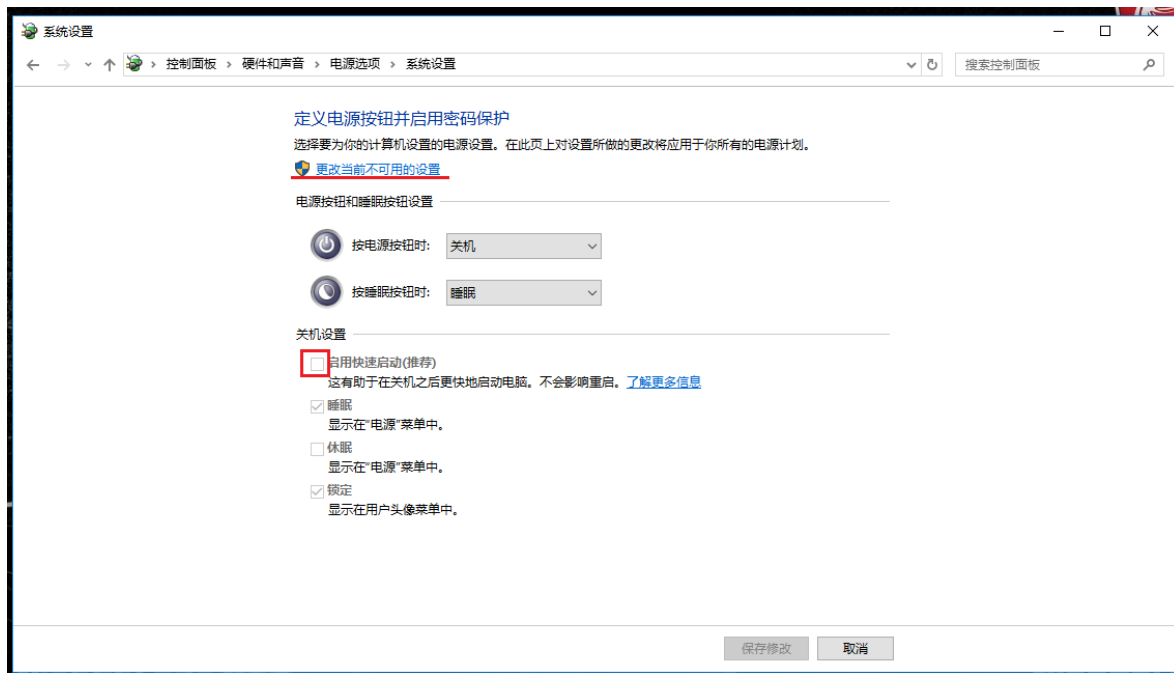 系统设置
控制面板 › 硬件和声音 › 电源选项 › 系统设置
搜索控制面板
定义电源按钮并启用密码保护
选择要为你的计算机设置的电源设置。在此页上对设置所做的更改将应用于你所有的电源计划。
更改当前不可用的设置
电源按钮和睡眠按钮设置
按电源按钮时: 关机
按睡眠按钮时: 睡眠
关机设置
启用快速启动(推荐)
这有助于在关机之后更快地启动电脑。不会影响重启。了解更多信息
睡眠
显示在"电源"菜单中。
休眠
显示在"电源"菜单中。
锁定
显示在用户头像菜单中。
保存修改 取消